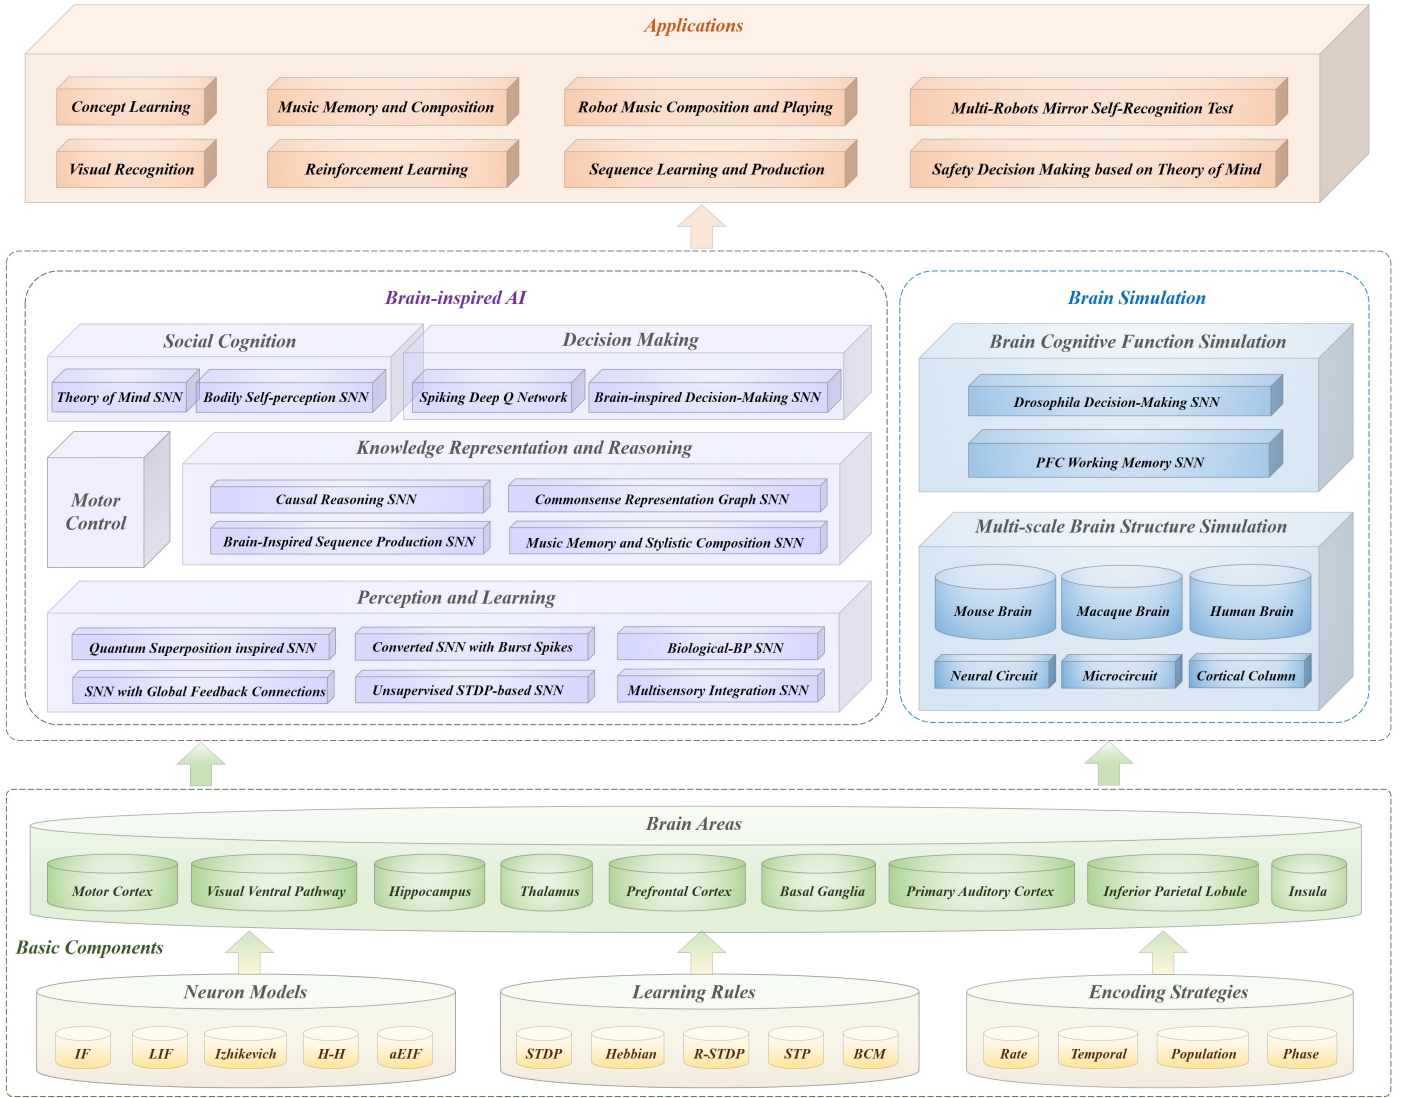 Applications
Concept Learning
Music Memory and Composition
Robot Music Composition and Playing
Multi-Robots Mirror Self-Recognition Test
Visual Recognition
Reinforcement Learning
Sequence Learning and Production
Safety Decision Making based on Theory of Mind
Brain-inspired AI
Social Cognition
Theory of Mind SNN
Bodily Self-perception SNN
Decision Making
Spiking Deep Q Network
Brain-inspired Decision-Making SNN
Motor
Control
Knowledge Representation and Reasoning
Causal Reasoning SNN
Commonsense Representation Graph SNN
Brain-Inspired Sequence Production SNN
Music Memory and Stylistic Composition SNN
Perception and Learning
Quantum Superposition inspired SNN
Converted SNN with Burst Spikes
Biological-BP SNN
SNN with Global Feedback Connections
Unsupervised STDP-based SNN
Multisensory Integration SNN
Brain Simulation
Brain Cognitive Function Simulation
Drosophila Decision-Making SNN
PFC Working Memory SNN
Multi-scale Brain Structure Simulation
Mouse Brain
Macaque Brain
Human Brain
Neural Circuit
Microcircuit
Cortical Column
Brain Areas
Motor Cortex
Visual Ventral Pathway
Hippocampus
Thalamus
Prefrontal Cortex
Basal Ganglia
Primary Auditory Cortex
Inferior Parietal Lobule
Insula
Basic Components
Neuron Models
IF
LIF
Izhikevich
H-H
aEIF
Learning Rules
STDP
Hebbian
R-STDP
STP
BCM
Encoding Strategies
Rate
Temporal
Population
Phase